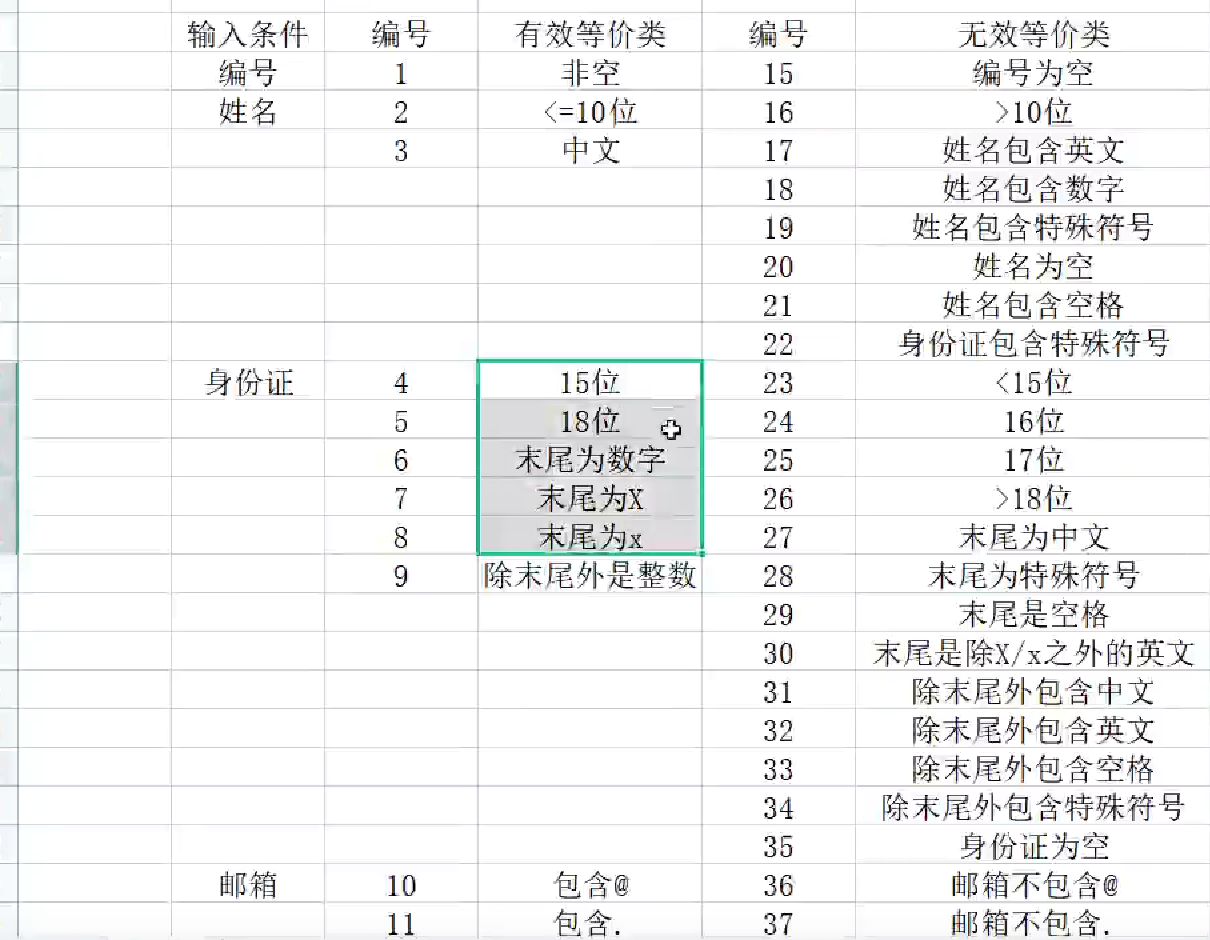 输入条件 编号 有效等价类 编号 无效等价类
编号 1 非空 15 编号为空
姓名 2 <=10位 16 >10位
3 中文 17 姓名包含英文
18 姓名包含数字
19 姓名包含特殊符号
20 姓名为空
21 姓名包含空格
22 身份证包含特殊符号
身份证 4 15位 23 <15位
5 18位 24 16位
6 末尾为数字 25 17位
7 末尾为X 26 >18位
8 末尾为x 27 末尾为中文
9 除末尾外是整数 28 末尾为特殊符号
29 末尾是空格
30 末尾是除X/x之外的英文
31 除末尾外包含中文
32 除末尾外包含英文
33 除末尾外包含空格
34 除末尾外包含特殊符号
35 身份证为空
邮箱 10 包含@ 36 邮箱不包含@
11 包含. 37 邮箱不包含.